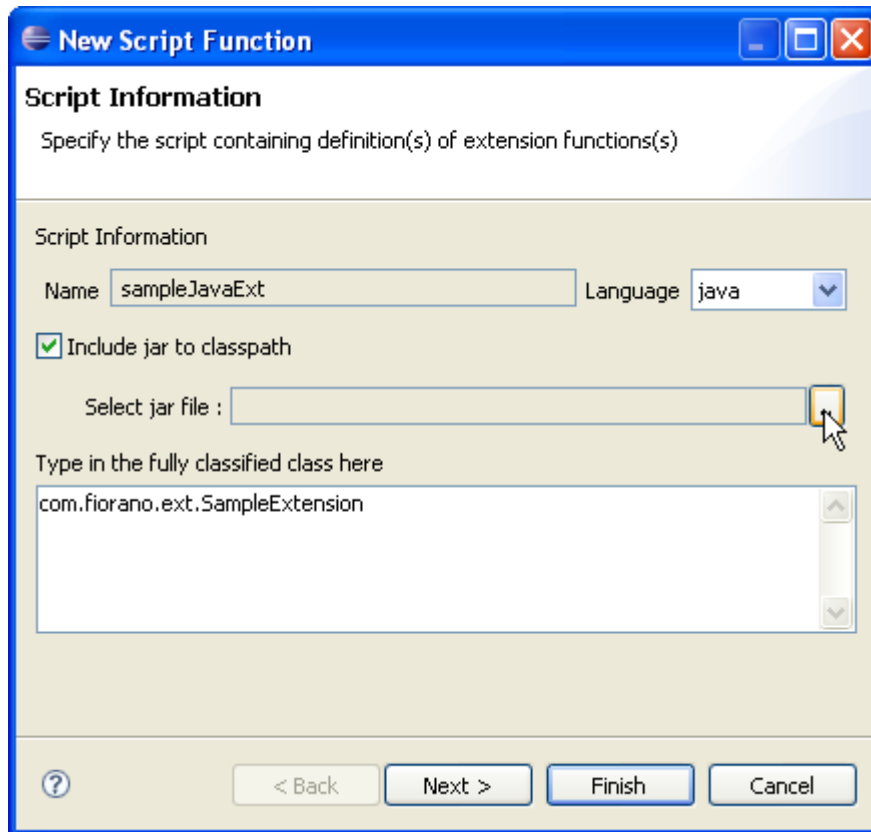 New Script Function
Script Information
Specify the script containing definition(s) of extension functions(s)
Script Information
Name sampleJavaExt Language java
Include jar to classpath
Select jar file :
Type in the fully classified class here
com.fiorano.ext.SampleExtension
? < Back Next > Finish Cancel